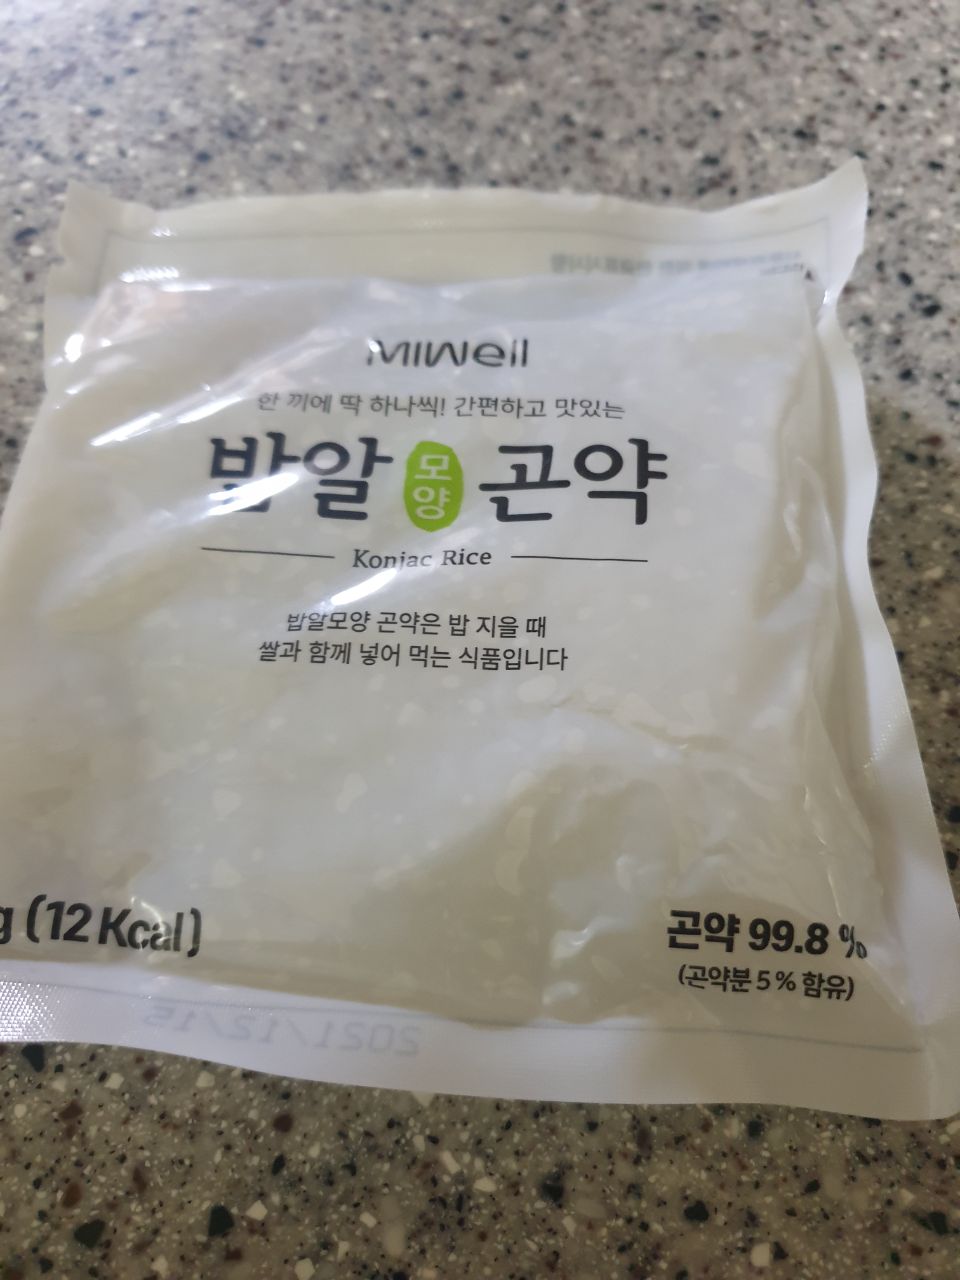 MIWell
한 끼에 딱 하나씩! 간편하고 맛있는
밥알모양 곤약
Konjac Rice
밥알모양 곤약은 밥 지을 때
쌀과 함께 넣어 먹는 식품입니다
g (12 Kcal)
곤약 99.8 %
(곤약분 5 % 함유)